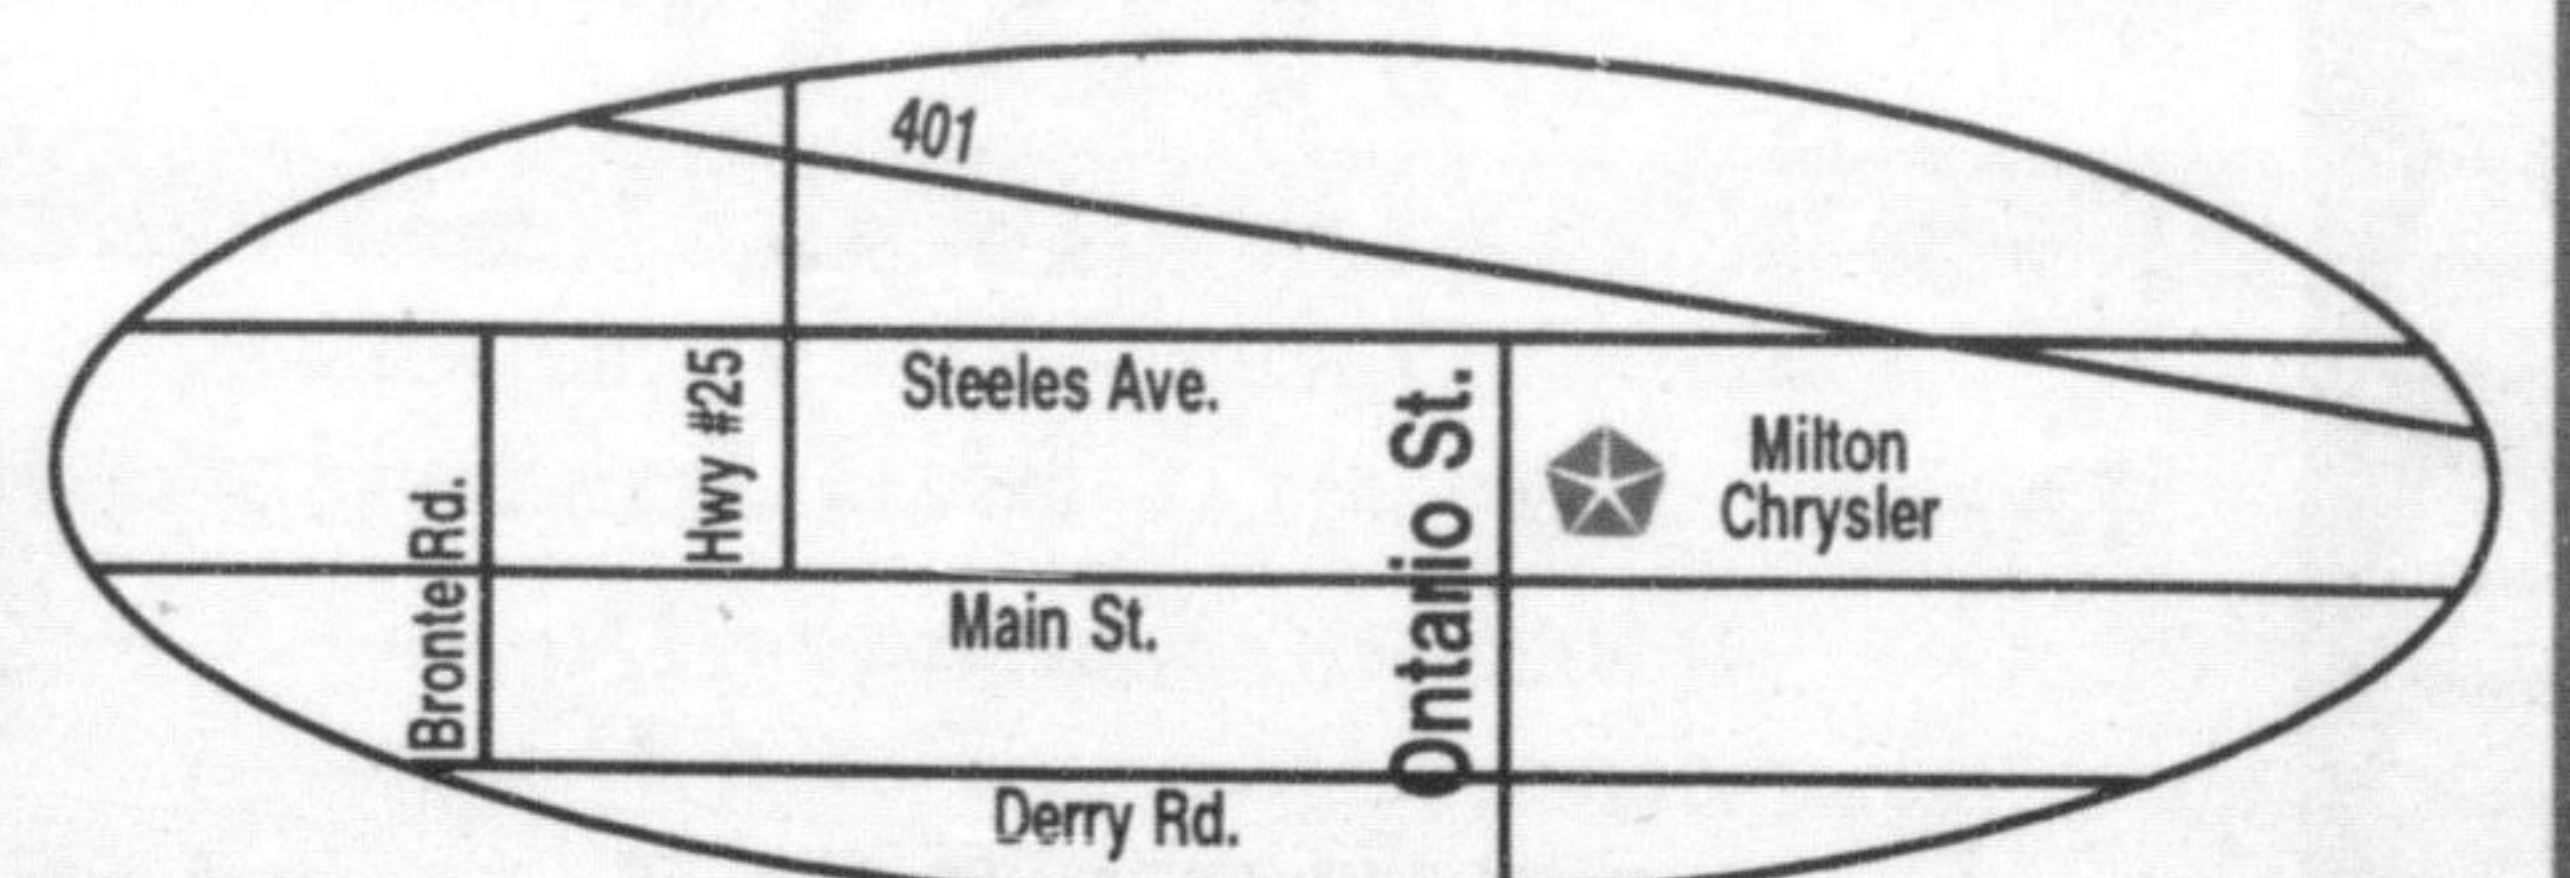 401
Steeles Ave.
Hwy #25
Ontario St.
Milton
Chrysler
Bronte Rd.
Main St.
Derry Rd.